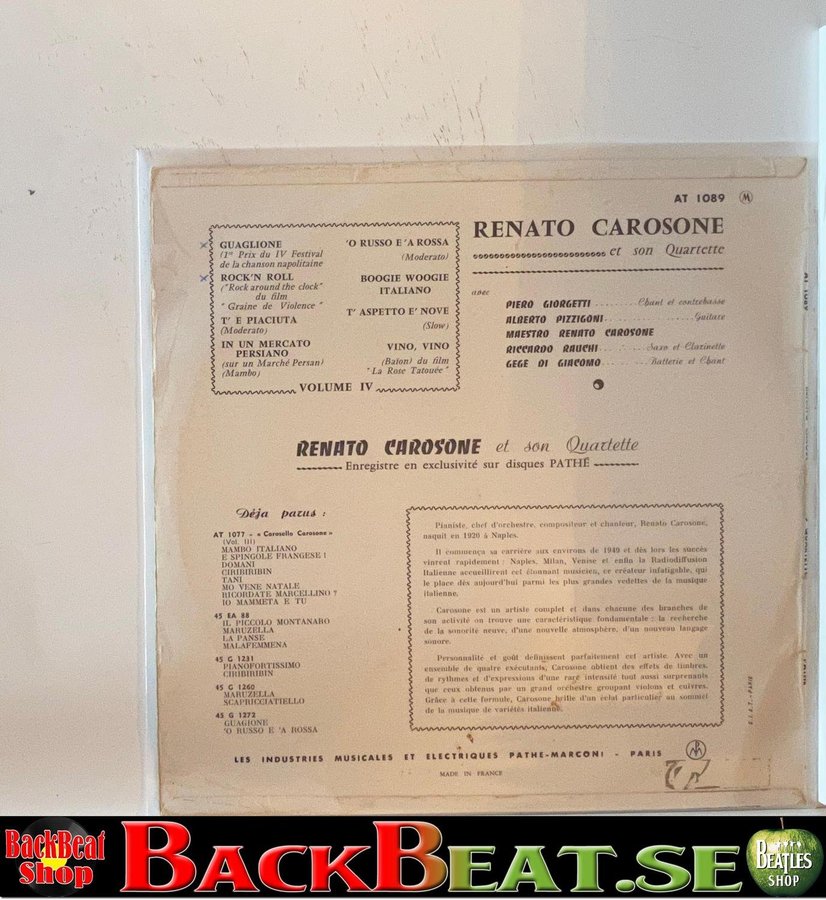 AT 1089 M
RENATO CAROSONE
et son Quartette
GUAGLIONE
(1er Prix du IV Festival
de la chanson napolitaine
ROCK'N ROLL
("Rock around the clock"
du film
" Graine de Violence "
T' E PIACIUTA
(Moderato)
IN UN MERCATO
PERSIANO
(sur un Marché Persan)
(Mambo)
'O RUSSO E 'A ROSSA
(Moderato)
BOOGIE WOOGIE
ITALIANO
T' ASPETTO E' NOVE
(Slow)
VINO, VINO
(Baïon) du film
" La Rose Tatouée "
VOLUME IV
avec
PIERO GIORGETTI ......... Chant et contrebasse
ALBERTO PIZZIGONI ......... Guitare
MAESTRO RENATO CAROSONE
RICCARDO RAUCHI ......... Saxo et Clarinette
GEGE DI GIACOMO ......... Batterie et Chant
RENATO CAROSONE et son Quartette
Enregistre en exclusivité sur disques PATHÉ
Déja parus :
AT 1077 - « Carosello Carosone »
(Vol. III)
MAMBO ITALIANO
E SPINGOLE FRANGESE !
DOMANI
CIRIBIRIBIN
TANI
MO VENE NATALE
RICORDATE MARCELLINO ?
IO MAMMETA E TU
45 EA 88
IL PICCOLO MONTANARO
MARUZELLA
LA PANSE
MALAFEMMENA
45 G 1231
PIANOFORTISSIMO
CIRIBIRIBIN
45 G 1260
MARUZELLA
SCAPRICCIATIELLO
45 G 1272
GUAGIONE
'O RUSSO E 'A ROSSA
Pianiste, chef d'orchestre, compositeur et chanteur, Renato Carosone,
naquit en 1920 à Naples.
Il commença sa carrière aux environs de 1949 et dès lors les succès
vinrent rapidement : Naples, Milan, Venise et enfin la Radiodiffusion
Italienne accueillirent cet étonnant musicien, ce créateur infatigable, qui
le place dès aujourd'hui parmi les plus grandes vedettes de la musique
italienne.
Carosone est un artiste complet et dans chacune des branches de
son activité on trouve une caractéristique fondamentale : la recherche
de la sonorité neuve, d'une nouvelle atmosphère, d'un nouveau langage
sonore.
Personnalité et goût définissent parfaitement cet artiste. Avec un
ensemble de quatre exécutants, Carosone obtient des effets de timbres,
de rythmes et d'expressions d'une rare intensité tout aussi surprenants
que ceux obtenus par un grand orchestre groupant violons et cuivres.
Grâce à cette formule, Carosone brille d'un éclat particulier au sommet
de la musique de variétés italienne.
LES INDUSTRIES MUSICALES ET ELECTRIQUES PATHE-MARCONI - PARIS
MADE IN FRANCE
AT 1089
BackBeat
Shop
BACKBEAT.SE
BEATLES
SHOP